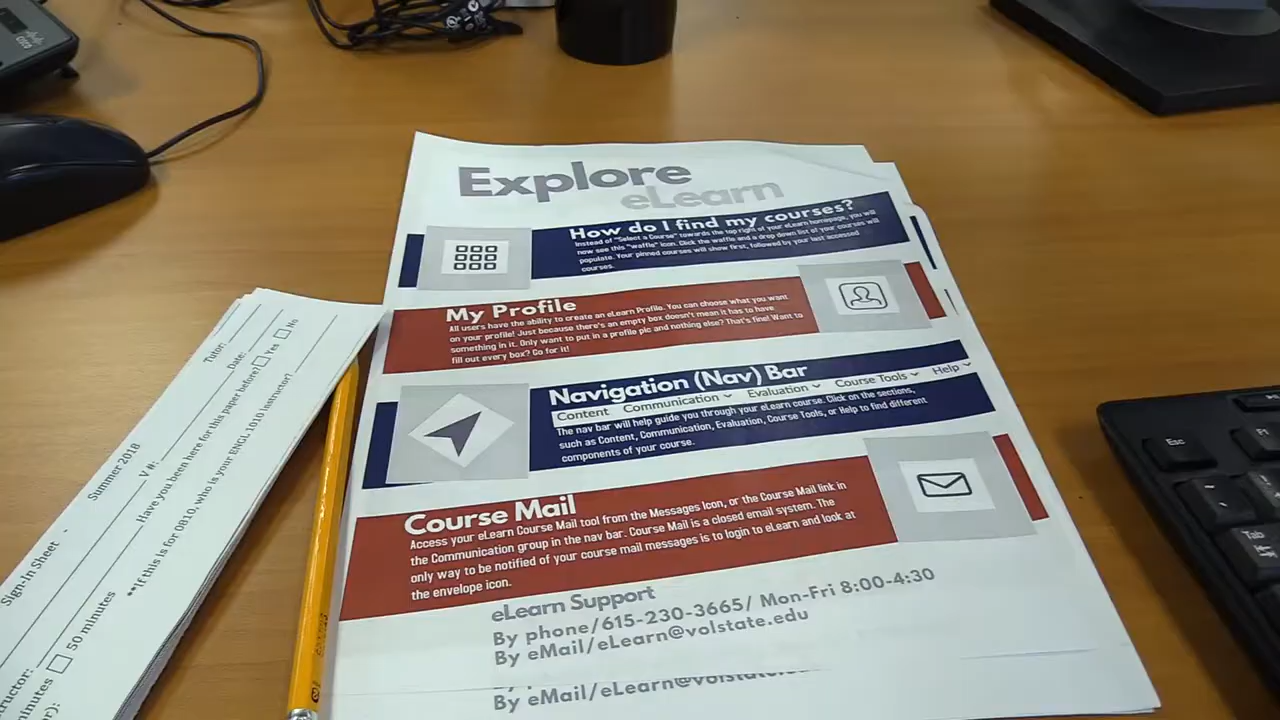 Explore
eLearn
How do I find my courses?
Instead of "Select a Course" towards the top right of your eLearn homepage, you will
now see this "waffle" icon. Click the waffle and a drop down list of your courses will
populate. Your pinned courses will show first, followed by your last accessed
courses.
My Profile
All users have the ability to create an eLearn Profile. You can choose what you want
on your profile! Just because there's an empty box doesn't mean it has to have
something in it. Only want to put in a profile pic and nothing else? That's fine! Want to
fill out every box? Go for it!
Navigation (Nav) Bar
Content Communication Evaluation Course Tools Help
The nav bar will help guide you through your eLearn course. Click on the sections,
such as Content, Communication, Evaluation, Course Tools, or Help to find different
components of your course.
Course Mail
Access your eLearn Course Mail tool from the Messages Icon, or the Course Mail link in
the Communication group in the nav bar. Course Mail is a closed email system. The
only way to be notified of your course mail messages is to login to eLearn and look at
the envelope icon.
eLearn Support
By phone/615-230-3665/ Mon-Fri 8:00-4:30
By eMail/eLearn@volstate.edu
By eMail/eLearn@volstate.
Sign-In Sheet - Summer 2018
Tutor:
V #: Date:
Have you been here for this paper before? Yes No
**If this is for 0810, who is your ENGL 1010 instructor?
50 minutes
Esc
F1
Tab